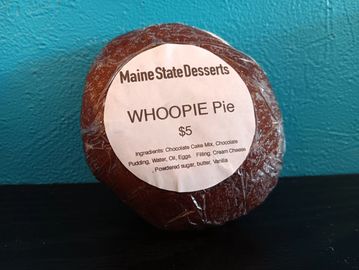 Maine State Desserts
WHOOPIE Pie
$5
Ingredients: Chocolate Cake Mix, Chocolate
Pudding, Water, Oil, Eggs. Filling: Cream Cheese
Powdered sugar, butter, Vanilla